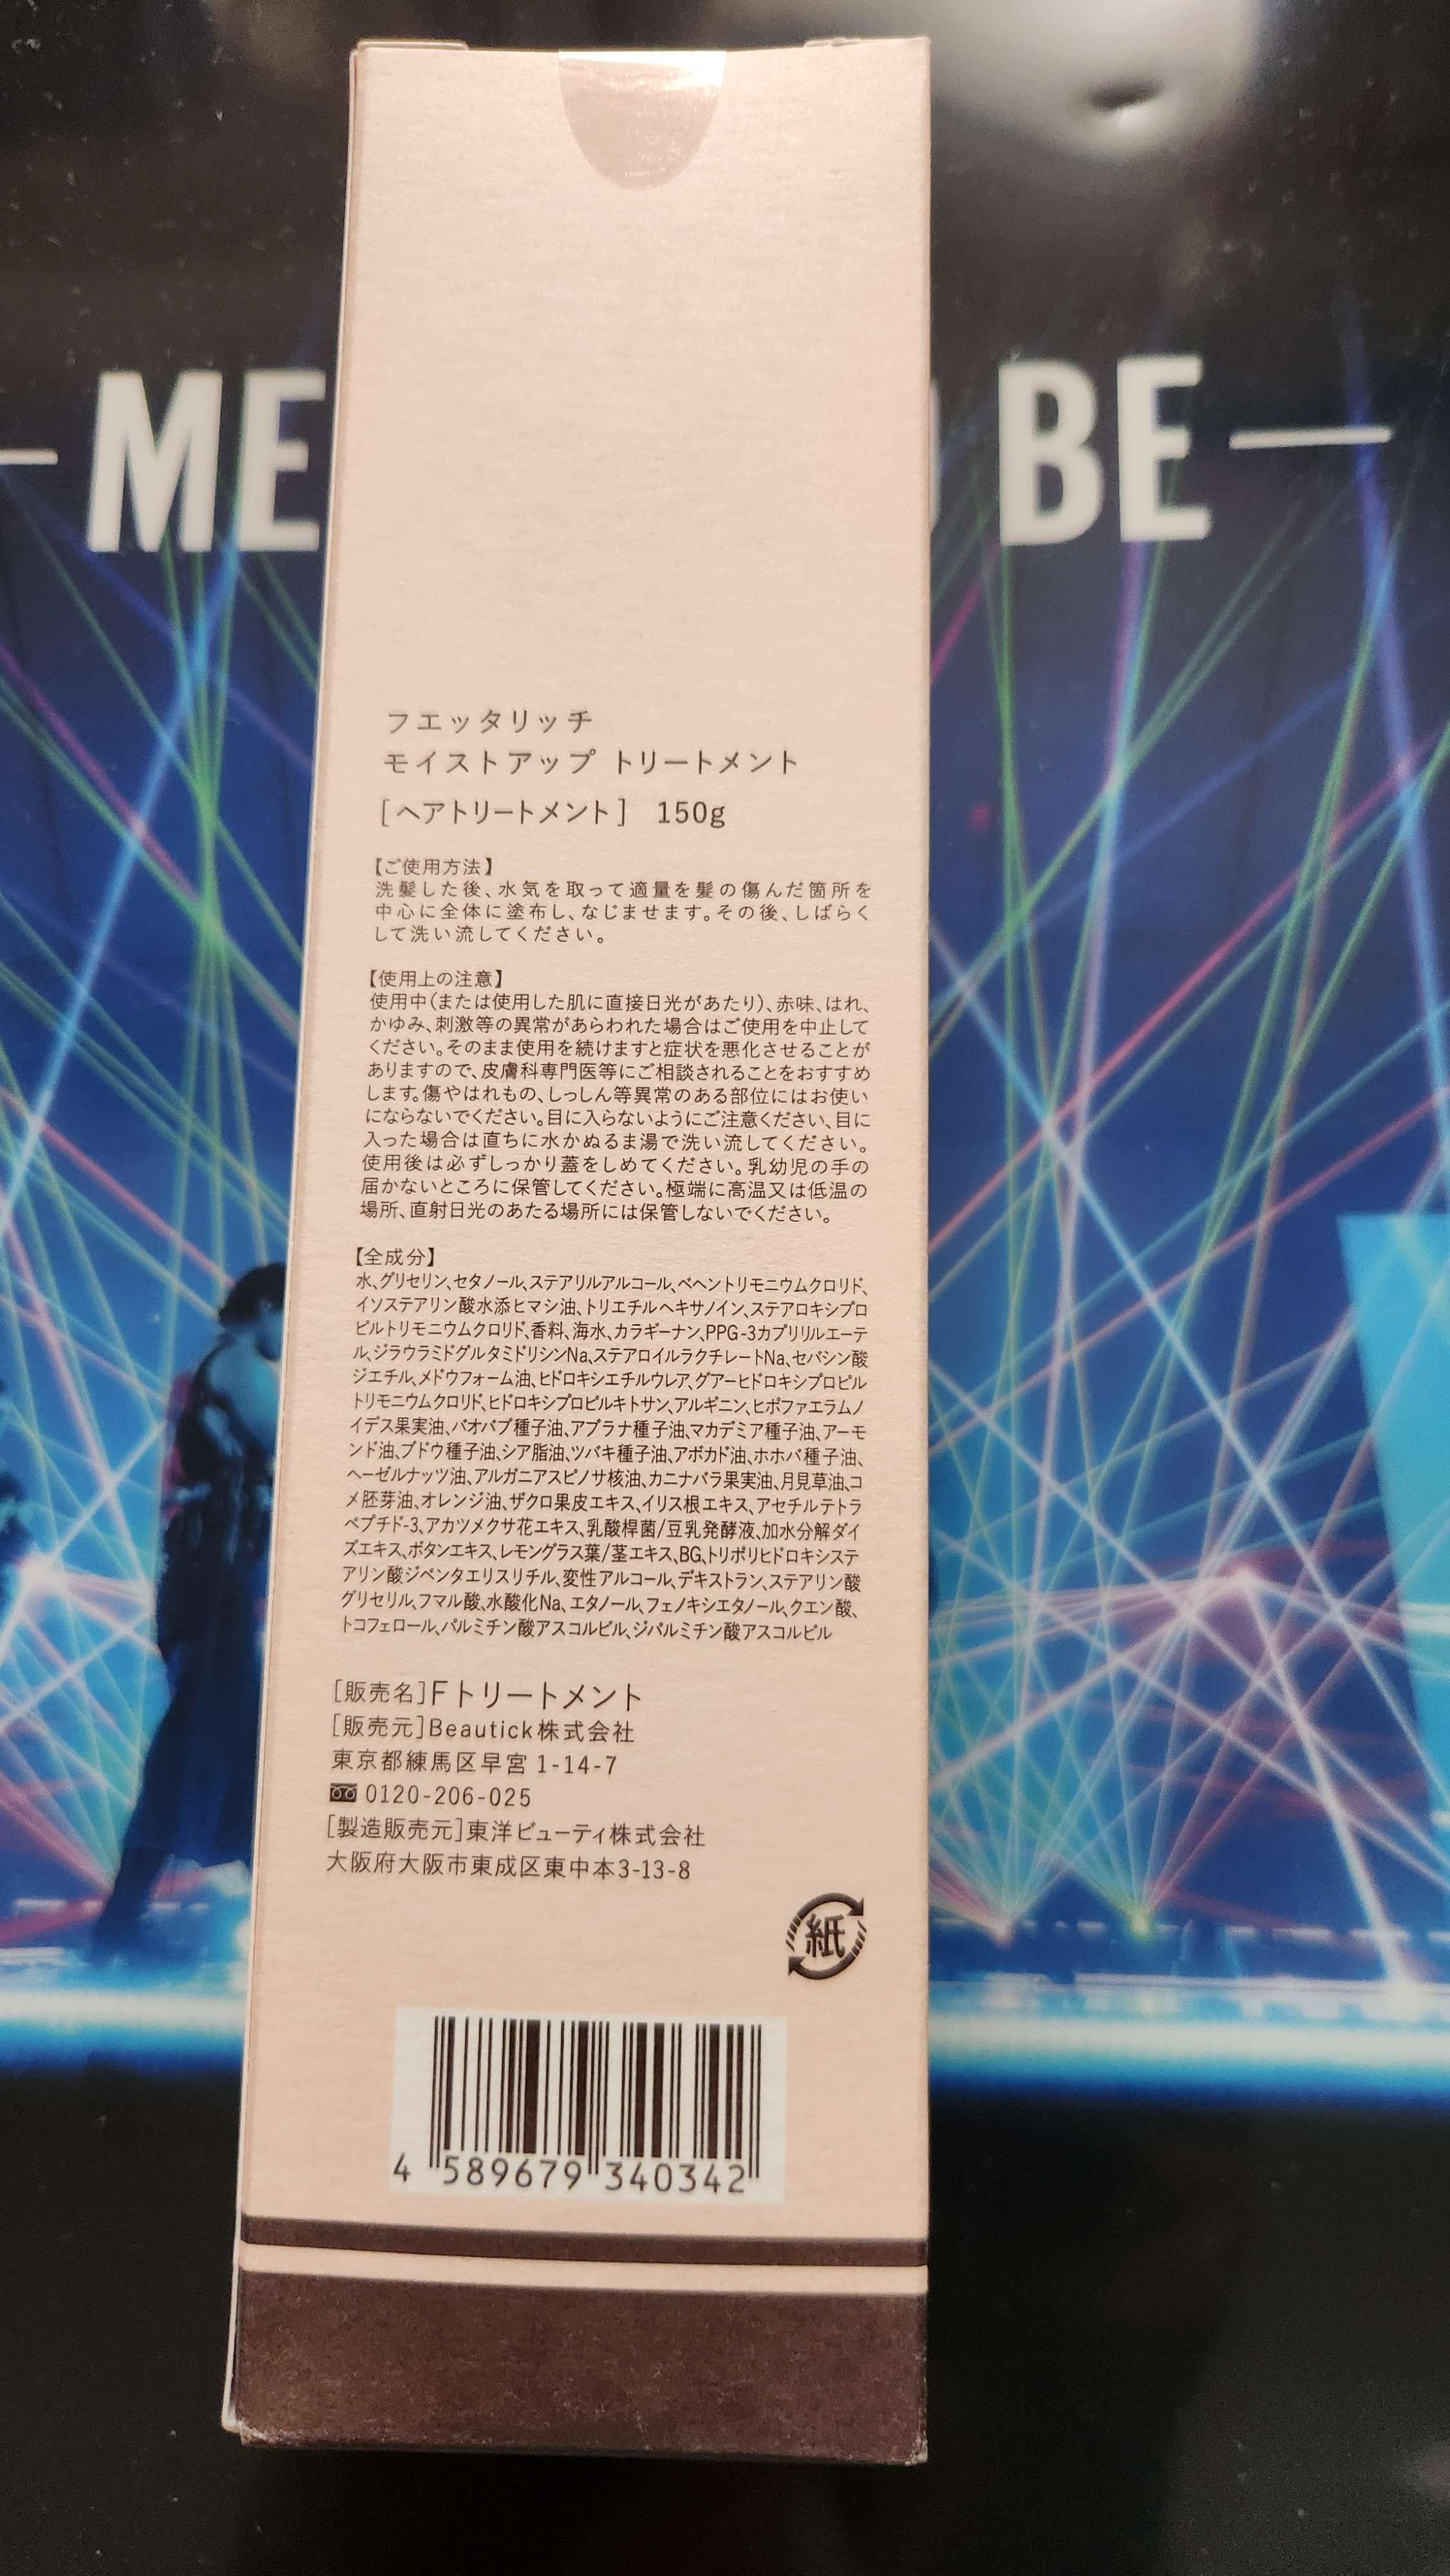 ME
BE
フエッタリッチ
モイストアップ トリートメント
[ヘアトリートメント] 150g
【ご使用方法】
洗髪した後、水気を取って適量を髪の傷んだ箇所を
中心に全体に塗布し、なじませます。その後、しばらく
して洗い流してください。
【使用上の注意】
使用中(または使用した肌に直接日光があたり)、赤味、はれ、
かゆみ、刺激等の異常があらわれた場合はご使用を中止して
ください。そのまま使用を続けますと症状を悪化させることが
ありますので、皮膚科専門医等にご相談されることをおすすめ
します。傷やはれもの、しっしん等異常のある部位にはお使い
にならないでください。目に入らないようにご注意ください、目に
入った場合は直ちに水かぬるま湯で洗い流してください。
使用後は必ずしっかり蓋をしめてください。乳幼児の手の
届かないところに保管してください。極端に高温又は低温の
場所、直射日光のあたる場所には保管しないでください。
【全成分】
水、グリセリン、セタノール、ステアリルアルコール、ベヘントリモニウムクロリド、
イソステアリン酸水添ヒマシ油、トリエチルヘキサノイン、ステアロキシプロ
ピルトリモニウムクロリド、香料、海水、カラギーナン、PPG-3カプリリルエーテ
ル、ジラウラミドグルタミドリシンNa、ステアロイルラクチレートNa、セバシン酸
ジエチル、メドウフォーム油、ヒドロキシエチルウレア、グアーヒドロキシプロピル
トリモニウムクロリド、ヒドロキシプロピルキトサン、アルギニン、ヒポファエラムノ
イデス果実油、バオバブ種子油、アブラナ種子油、マカデミア種子油、アーモ
ンド油、ブドウ種子油、シア脂油、ツバキ種子油、アボカド油、ホホバ種子油、
ヘーゼルナッツ油、アルガニアスピノサ核油、カニナバラ果実油、月見草油、コ
メ胚芽油、オレンジ油、ザクロ果皮エキス、イリス根エキス、アセチルテトラ
ペプチド-3、アカツメクサ花エキス、乳酸桿菌/豆乳発酵液、加水分解ダイ
ズエキス、ボタンエキス、レモングラス葉/茎エキス、BG、トリポリヒドロキシステ
アリン酸ジペンタエリスリチル、変性アルコール、デキストラン、ステアリン酸
グリセリル、フマル酸、水酸化Na、エタノール、フェノキシエタノール、クエン酸、
トコフェロール、パルミチン酸アスコルビル、ジパルミチン酸アスコルビル
[販売名]Fトリートメント
[販売元]Beautick株式会社
東京都練馬区早宮 1-14-7
0120-206-025
[製造販売元]東洋ビューティ株式会社
大阪府大阪市東成区東中本3-13-8
紙
4 589679 340342